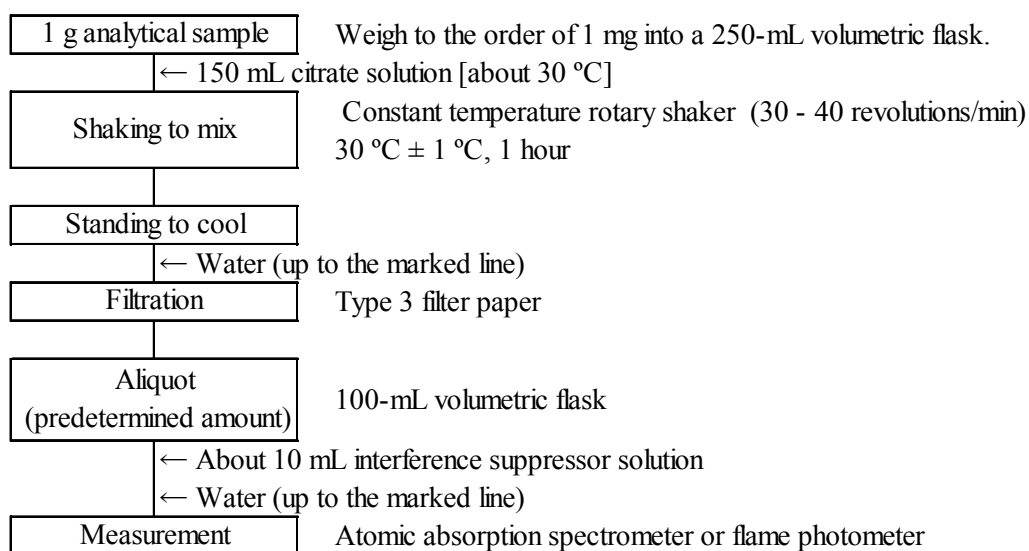 1 g analytical sample Weigh to the order of 1 mg into a 250-mL volumetric flask.
← 150 mL citrate solution [about 30 ºC]
Shaking to mix
Constant temperature rotary shaker (30 - 40 revolutions/min)
30 ºC ± 1 ºC, 1 hour
Standing to cool
← Water (up to the marked line)
Filtration Type 3 filter paper
Aliquot
(predetermined amount)
100-mL volumetric flask
← About 10 mL interference suppressor solution
← Water (up to the marked line)
Measurement Atomic absorption spectrometer or flame photometer